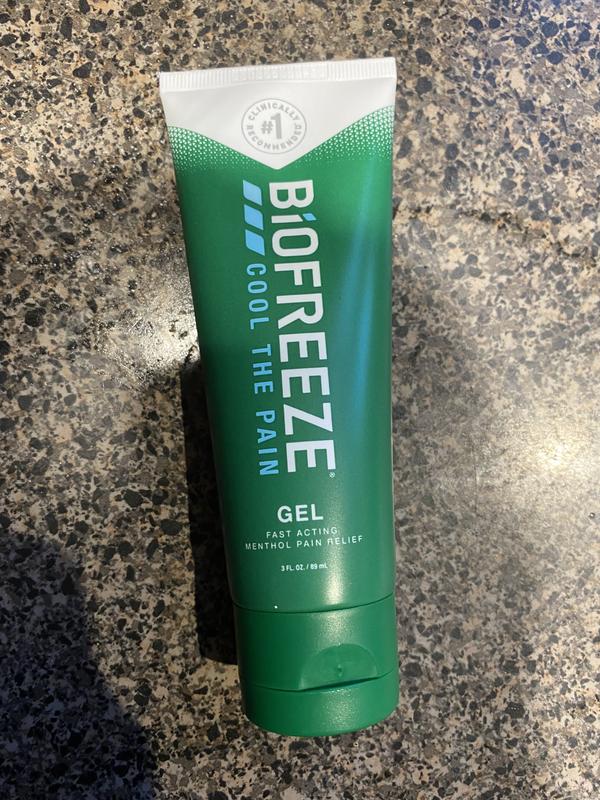 CLINICALLY
#1
RECOMMENDED
BIOFREEZE®
COOL THE PAIN
GEL
FAST ACTING
MENTHOL PAIN RELIEF
3 FL OZ. / 89 mL